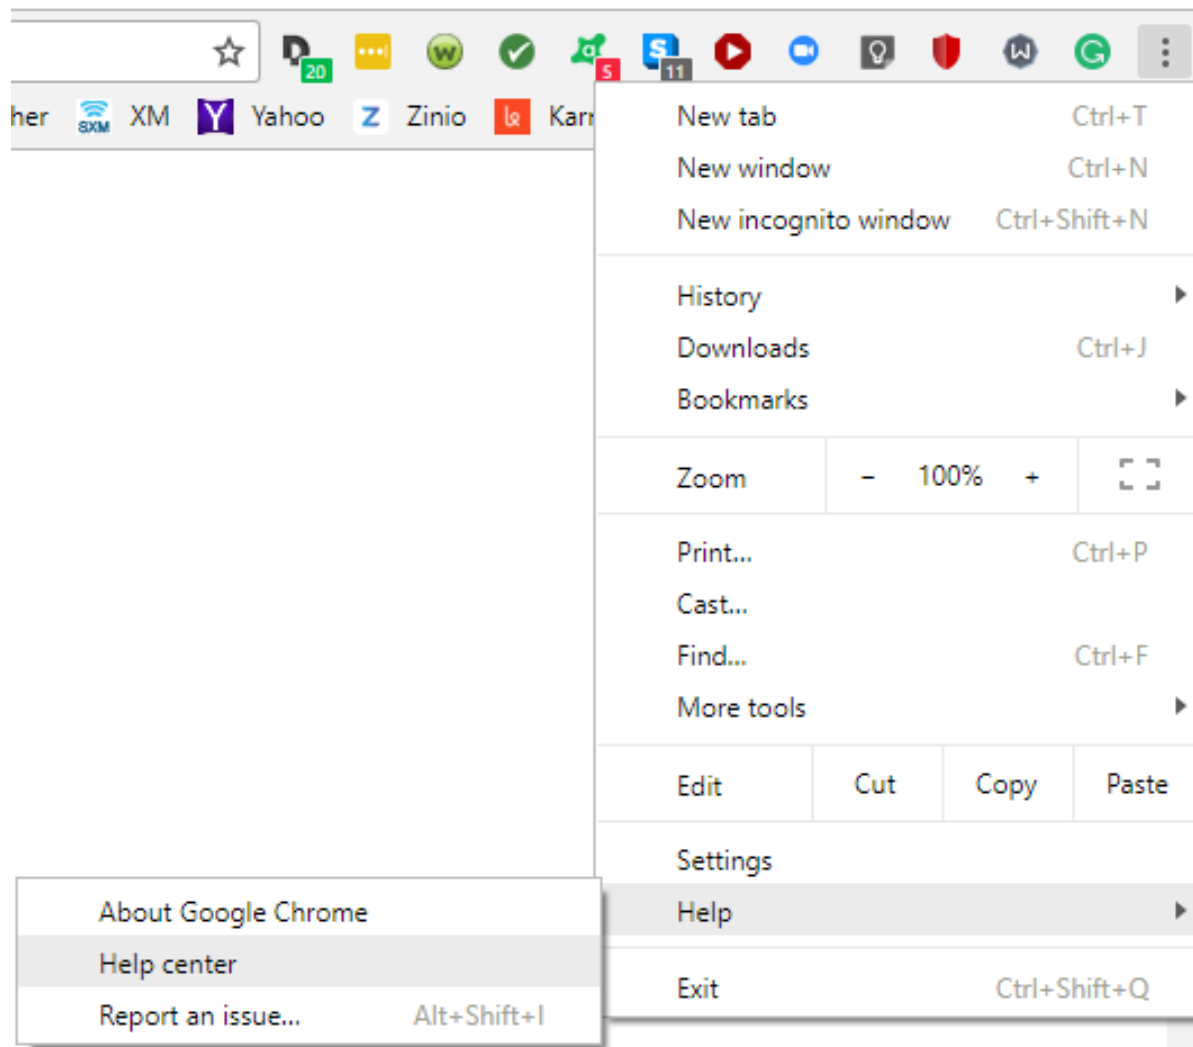 20 S 11
her XM Yahoo Zinio Karr
New tab Ctrl+T
New window Ctrl+N
New incognito window Ctrl+Shift+N
History
Downloads Ctrl+J
Bookmarks
Zoom - 100% +
Print... Ctrl+P
Cast...
Find... Ctrl+F
More tools
Edit Cut Copy Paste
Settings
Help
Exit Ctrl+Shift+Q
About Google Chrome
Help center
Report an issue... Alt+Shift+I